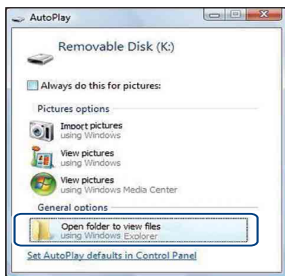 AutoPlay
Removable Disk (K:)
Always do this for pictures:
Pictures options
Import pictures
using Windows
View pictures
using Windows
View pictures
using Windows Media Center
General options
Open folder to view files
using Windows Explorer
Set AutoPlay defaults in Control Panel